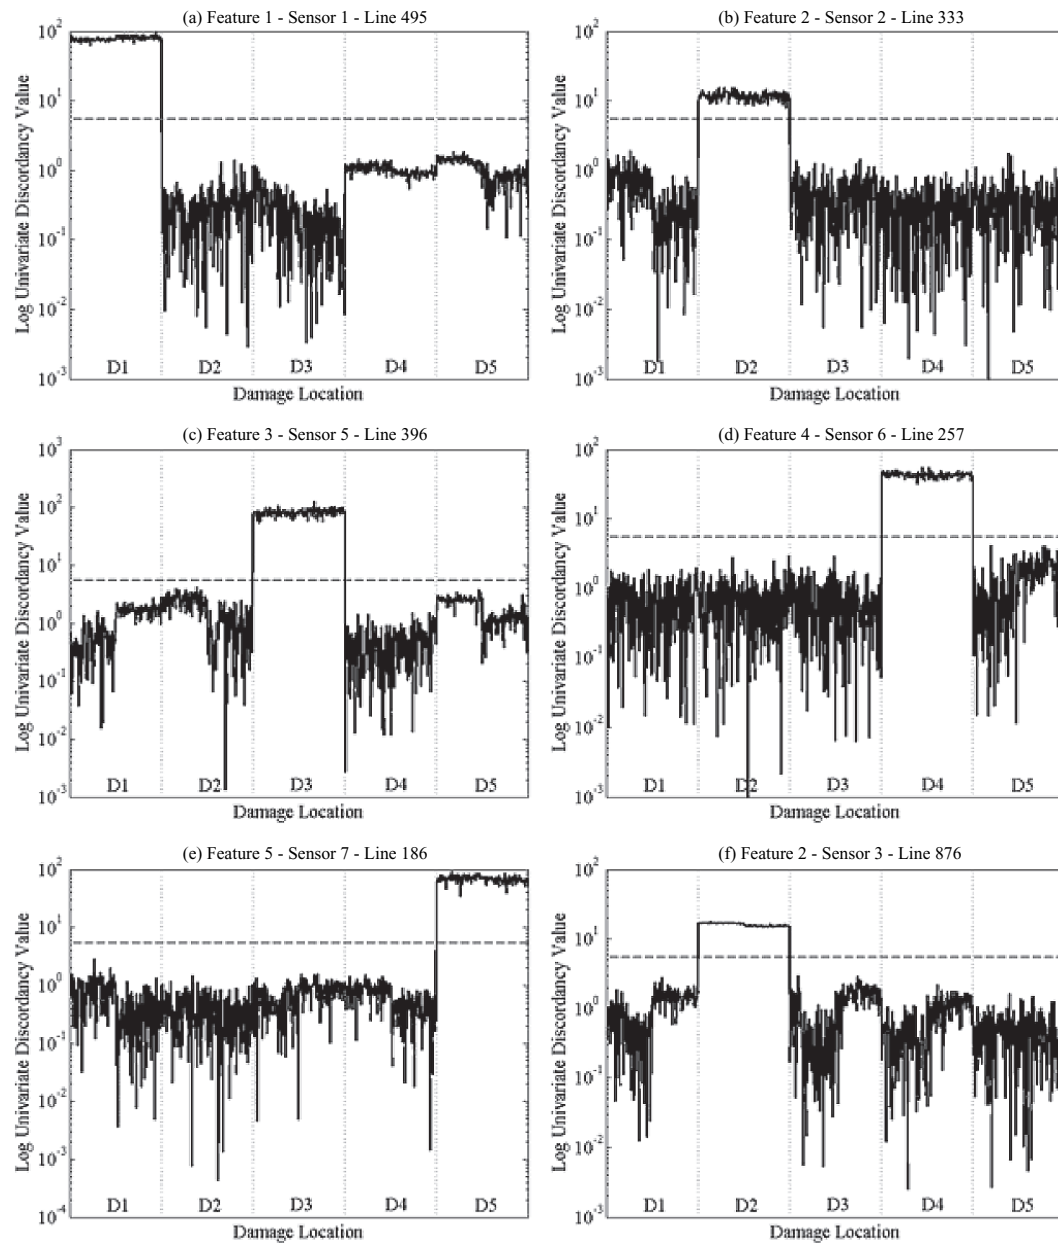 (a) Feature 1 - Sensor 1 - Line 495
Log Univariate Discordancy Value
10^2
10^1
10^0
10^-1
10^-2
10^-3
D1 D2 D3 D4 D5
Damage Location
(b) Feature 2 - Sensor 2 - Line 333
Log Univariate Discordancy Value
10^2
10^1
10^0
10^-1
10^-2
10^-3
D1 D2 D3 D4 D5
Damage Location
(c) Feature 3 - Sensor 5 - Line 396
Log Univariate Discordancy Value
10^3
10^2
10^1
10^0
10^-1
10^-2
10^-3
D1 D2 D3 D4 D5
Damage Location
(d) Feature 4 - Sensor 6 - Line 257
Log Univariate Discordancy Value
10^2
10^1
10^0
10^-1
10^-2
10^-3
D1 D2 D3 D4 D5
Damage Location
(e) Feature 5 - Sensor 7 - Line 186
Log Univariate Discordancy Value
10^2
10^1
10^0
10^-1
10^-2
10^-3
10^-4
D1 D2 D3 D4 D5
Damage Location
(f) Feature 2 - Sensor 3 - Line 876
Log Univariate Discordancy Value
10^2
10^1
10^0
10^-1
10^-2
10^-3
D1 D2 D3 D4 D5
Damage Location